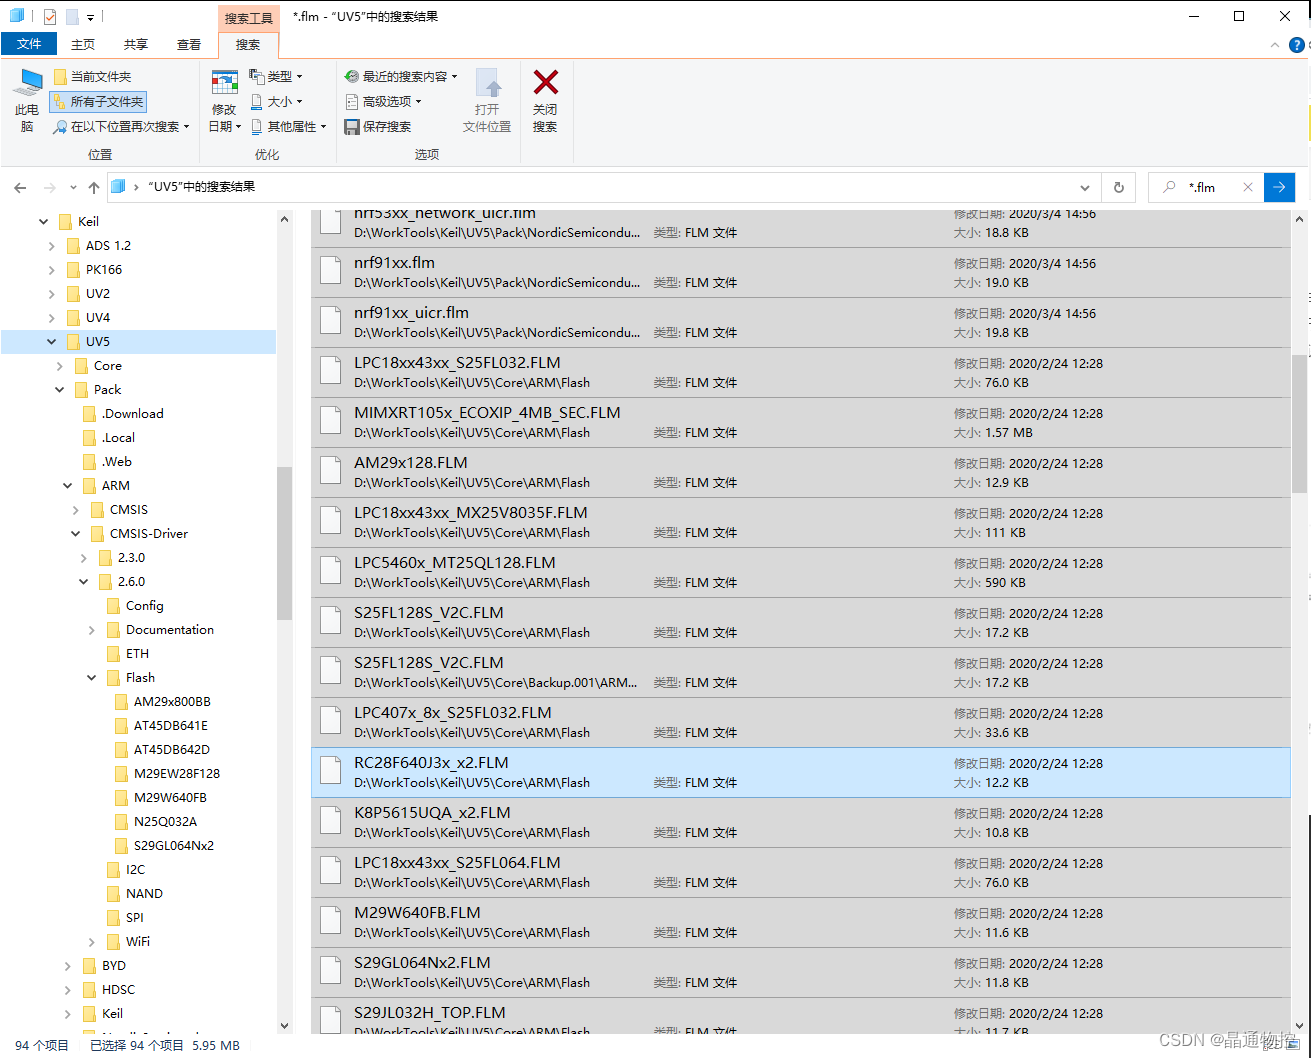 搜索工具
*.flm - “UV5”中的搜索结果
文件
主页
共享
查看
搜索
此电脑
当前文件夹
所有子文件夹
在以下位置再次搜索
位置
修改日期
类型
大小
其他属性
优化
最近的搜索内容
高级选项
保存搜索
打开文件位置
选项
关闭搜索
“UV5”中的搜索结果
*.flm
Keil
ADS 1.2
PK166
UV2
UV4
UV5
Core
Pack
.Download
.Local
.Web
ARM
CMSIS
CMSIS-Driver
2.3.0
2.6.0
Config
Documentation
ETH
Flash
AM29x800BB
AT45DB641E
AT45DB642D
M29EW28F128
M29W640FB
N25Q032A
S29GL064Nx2
I2C
NAND
SPI
WiFi
BYD
HDSC
Keil
nrf53xx_network_uicr.flm 修改日期: 2020/3/4 14:56
D:\WorkTools\Keil\UV5\Pack\NordicSemicondu... 类型: FLM 文件 大小: 18.8 KB
nrf91xx.flm 修改日期: 2020/3/4 14:56
D:\WorkTools\Keil\UV5\Pack\NordicSemicondu... 类型: FLM 文件 大小: 19.0 KB
nrf91xx_uicr.flm 修改日期: 2020/3/4 14:56
D:\WorkTools\Keil\UV5\Pack\NordicSemicondu... 类型: FLM 文件 大小: 19.8 KB
LPC18xx43xx_S25FL032.FLM 修改日期: 2020/2/24 12:28
D:\WorkTools\Keil\UV5\Core\ARM\Flash 类型: FLM 文件 大小: 76.0 KB
MIMXRT105x_ECOXIP_4MB_SEC.FLM 修改日期: 2020/2/24 12:28
D:\WorkTools\Keil\UV5\Core\ARM\Flash 类型: FLM 文件 大小: 1.57 MB
AM29x128.FLM 修改日期: 2020/2/24 12:28
D:\WorkTools\Keil\UV5\Core\ARM\Flash 类型: FLM 文件 大小: 12.9 KB
LPC18xx43xx_MX25V8035F.FLM 修改日期: 2020/2/24 12:28
D:\WorkTools\Keil\UV5\Core\ARM\Flash 类型: FLM 文件 大小: 111 KB
LPC5460x_MT25QL128.FLM 修改日期: 2020/2/24 12:28
D:\WorkTools\Keil\UV5\Core\ARM\Flash 类型: FLM 文件 大小: 590 KB
S25FL128S_V2C.FLM 修改日期: 2020/2/24 12:28
D:\WorkTools\Keil\UV5\Core\ARM\Flash 类型: FLM 文件 大小: 17.2 KB
S25FL128S_V2C.FLM 修改日期: 2020/2/24 12:28
D:\WorkTools\Keil\UV5\Core\Backup.001\ARM... 类型: FLM 文件 大小: 17.2 KB
LPC407x_8x_S25FL032.FLM 修改日期: 2020/2/24 12:28
D:\WorkTools\Keil\UV5\Core\ARM\Flash 类型: FLM 文件 大小: 33.6 KB
RC28F640J3x_x2.FLM 修改日期: 2020/2/24 12:28
D:\WorkTools\Keil\UV5\Core\ARM\Flash 类型: FLM 文件 大小: 12.2 KB
K8P5615UQA_x2.FLM 修改日期: 2020/2/24 12:28
D:\WorkTools\Keil\UV5\Core\ARM\Flash 类型: FLM 文件 大小: 10.8 KB
LPC18xx43xx_S25FL064.FLM 修改日期: 2020/2/24 12:28
D:\WorkTools\Keil\UV5\Core\ARM\Flash 类型: FLM 文件 大小: 76.0 KB
M29W640FB.FLM 修改日期: 2020/2/24 12:28
D:\WorkTools\Keil\UV5\Core\ARM\Flash 类型: FLM 文件 大小: 11.6 KB
S29GL064Nx2.FLM 修改日期: 2020/2/24 12:28
D:\WorkTools\Keil\UV5\Core\ARM\Flash 类型: FLM 文件 大小: 11.8 KB
S29JL032H_TOP.FLM 修改日期: 2020/2/24 12:28
D:\WorkTools\Keil\UV5\Core\ARM\Flash 类型: FLM 文件 大小: 11.7 KB
94 个项目 已选择 94 个项目 5.95 MB
CSDN @晶通物控